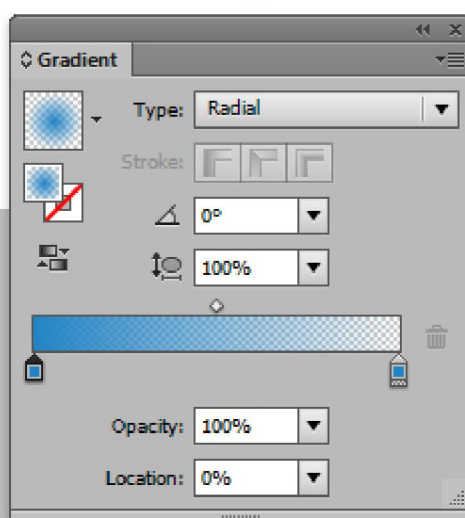 Gradient
Type: Radial
Stroke:
0°
100%
Opacity: 100%
Location: 0%